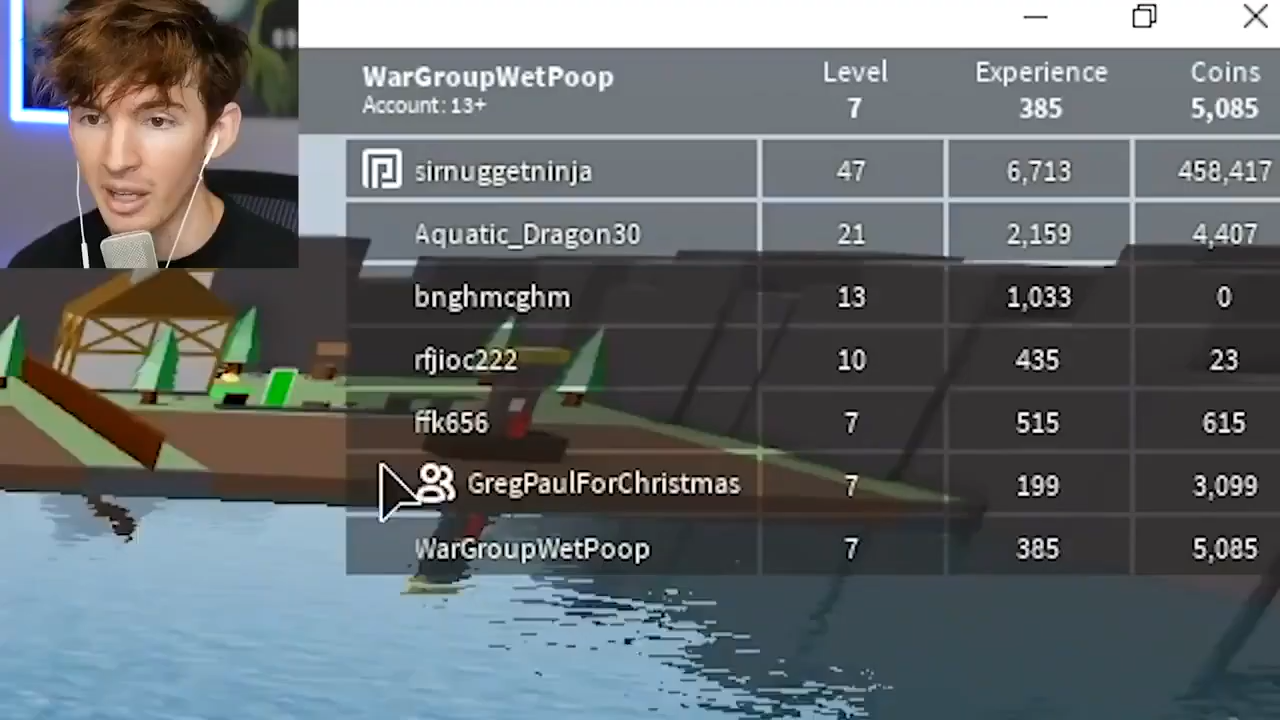 WarGroupWetPoop Level Experience Coins
Account: 13+ 7 385 5,085
sirnuggetninja 47 6,713 458,417
Aquatic_Dragon30 21 2,159 4,407
bnghmcghm 13 1,033 0
rfjioc222 10 435 23
ffk656 7 515 615
GregPaulForChristmas 7 199 3,099
WarGroupWetPoop 7 385 5,085